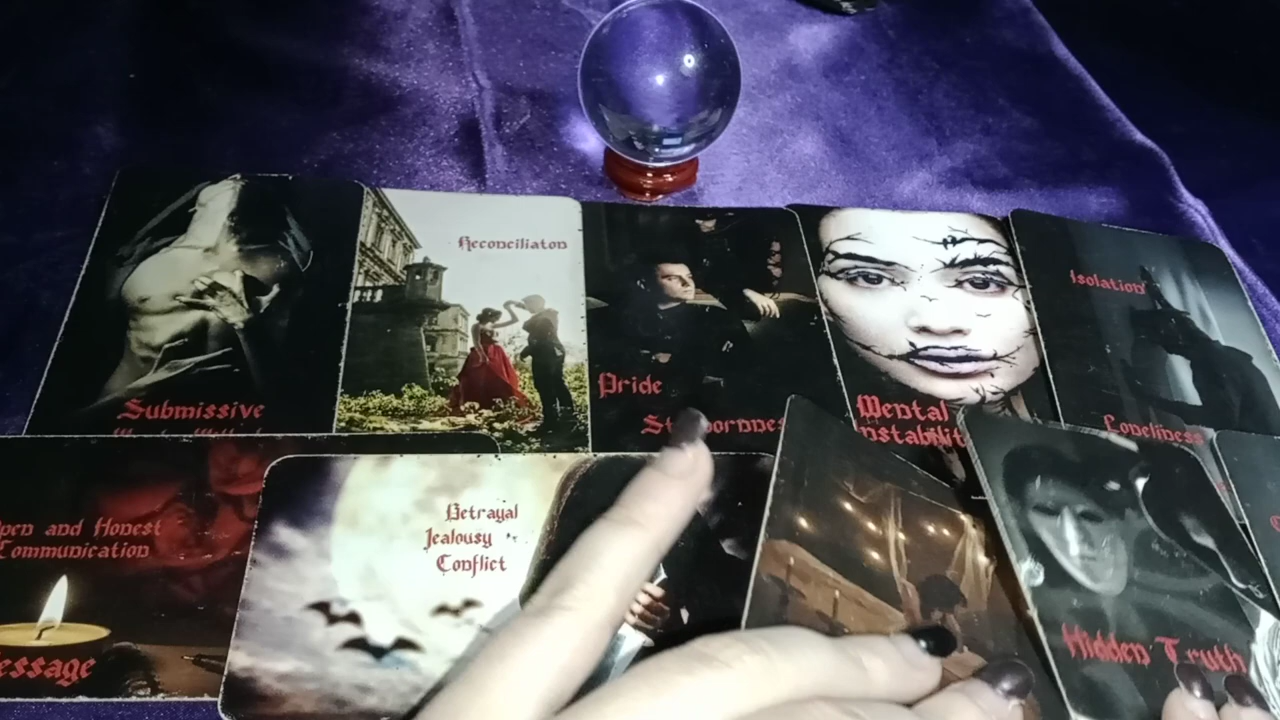 Submissive
Reconciliaton
Pride
Mental
Isolation
Loneliness
Open and Honest
Communication
Message
Betrayal
Jealousy
Conflict
Hidden Truth